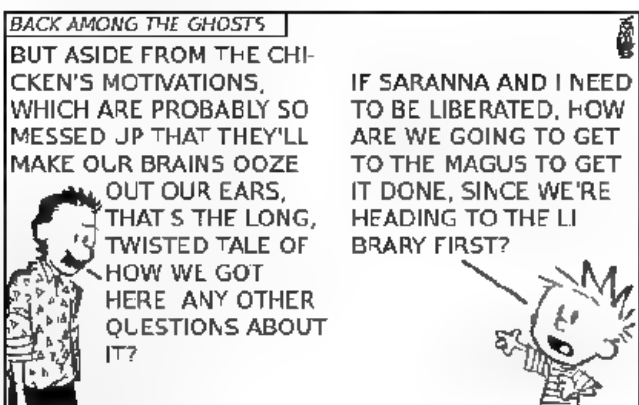 BACK AMONG THE GHOSTS
BUT ASIDE FROM THE CHI-
CKEN'S MOTIVATIONS,
WHICH ARE PROBABLY SO
MESSED UP THAT THEY'LL
MAKE OUR BRAINS OOZE
OUT OUR EARS,
THAT S THE LONG,
TWISTED TALE OF
HOW WE GOT
HERE ANY OTHER
QUESTIONS ABOUT
IT?
IF SARANNA AND I NEED
TO BE LIBERATED, HOW
ARE WE GOING TO GET
TO THE MAGUS TO GET
IT DONE, SINCE WE'RE
HEADING TO THE LI
BRARY FIRST?